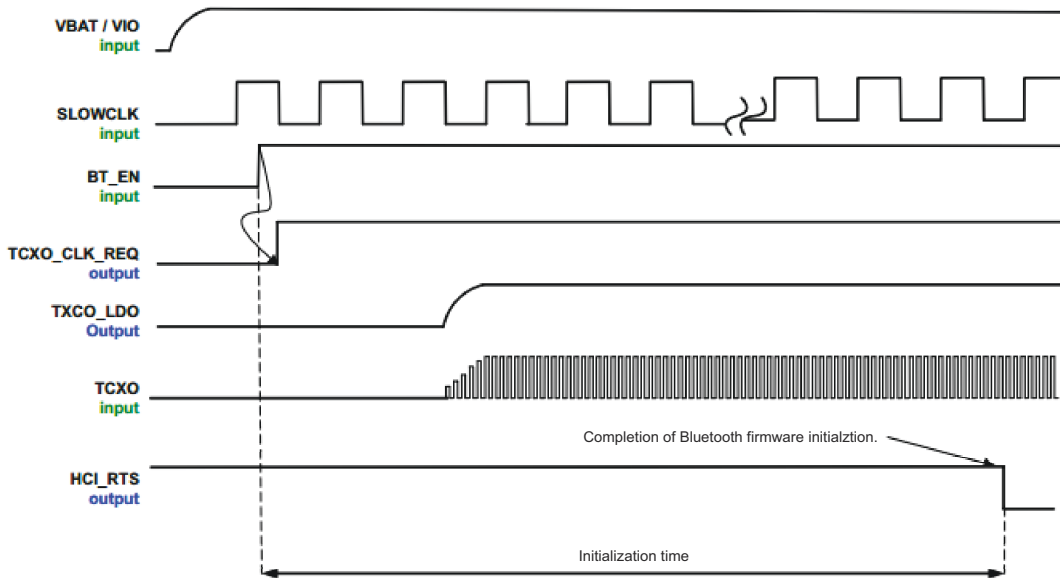 VBAT / VIO
input
SLOWCLK
input
BT_EN
input
TCXO_CLK_REQ
output
TXCO_LDO
Output
TCXO
input
Completion of Bluetooth firmware initialztion.
HCI_RTS
output
Initialization time